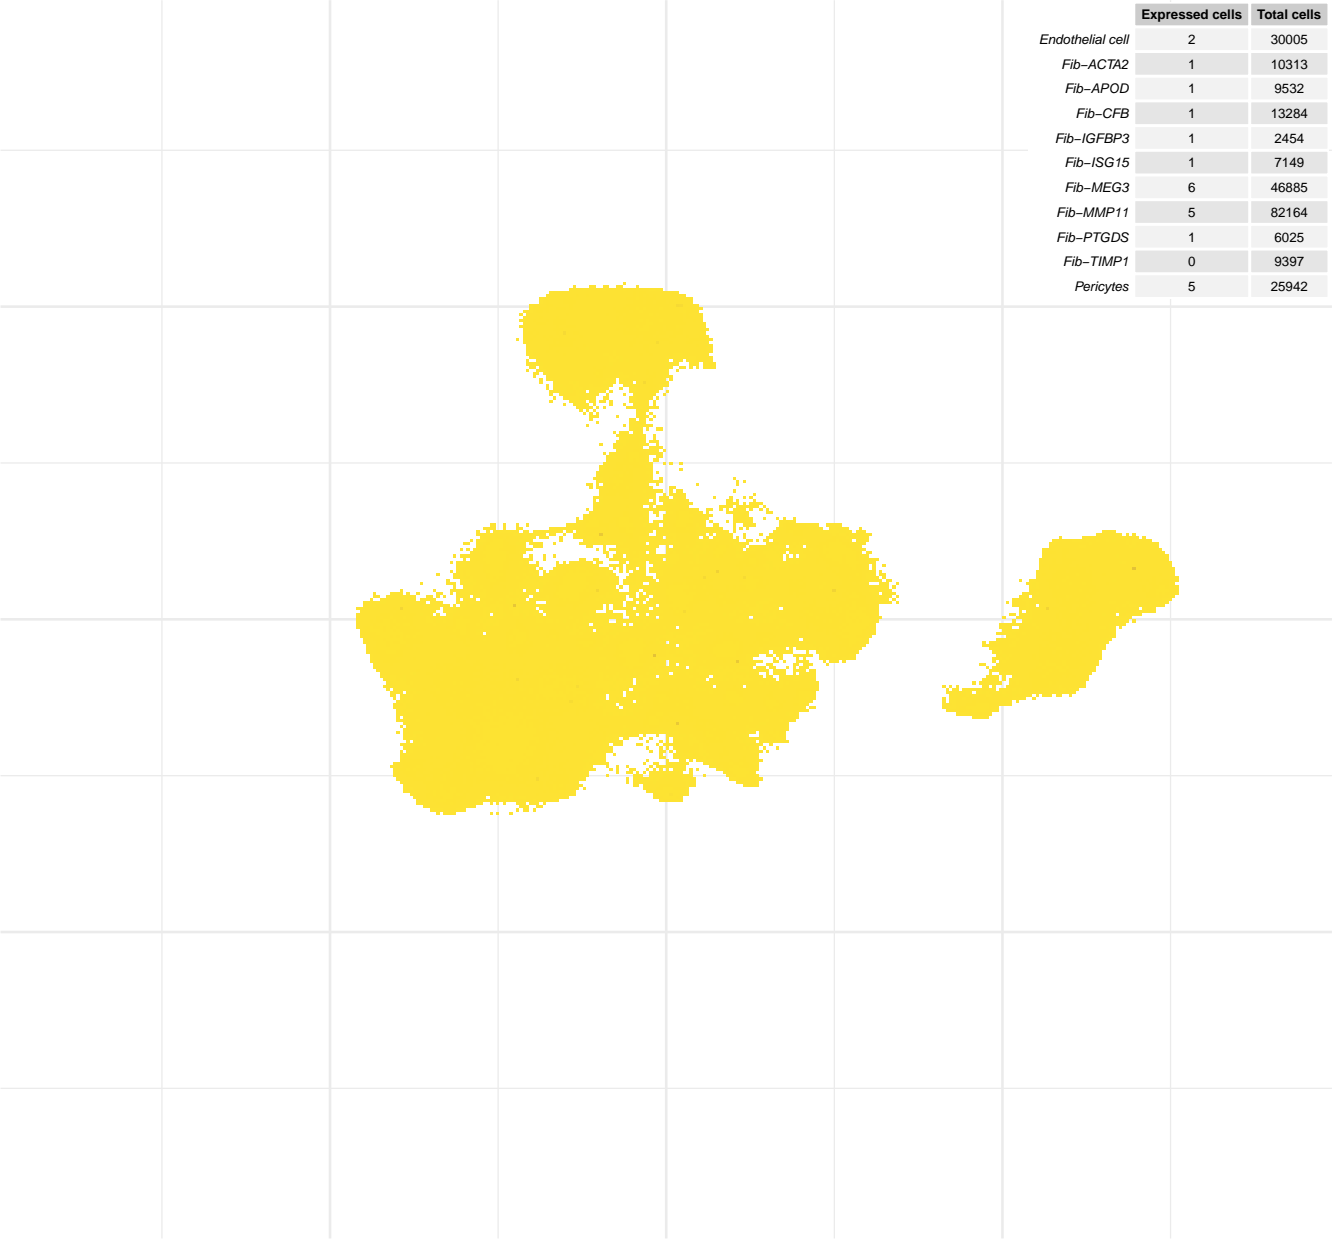 Expressed cells Total cells
Endothelial cell 2 30005
Fib−ACTA2 1 10313
Fib−APOD 1 9532
Fib−CFB 1 13284
Fib−IGFBP3 1 2454
Fib−ISG15 1 7149
Fib−MEG3 6 46885
Fib−MMP11 5 82164
Fib−PTGDS 1 6025
Fib−TIMP1 0 9397
Pericytes 5 25942